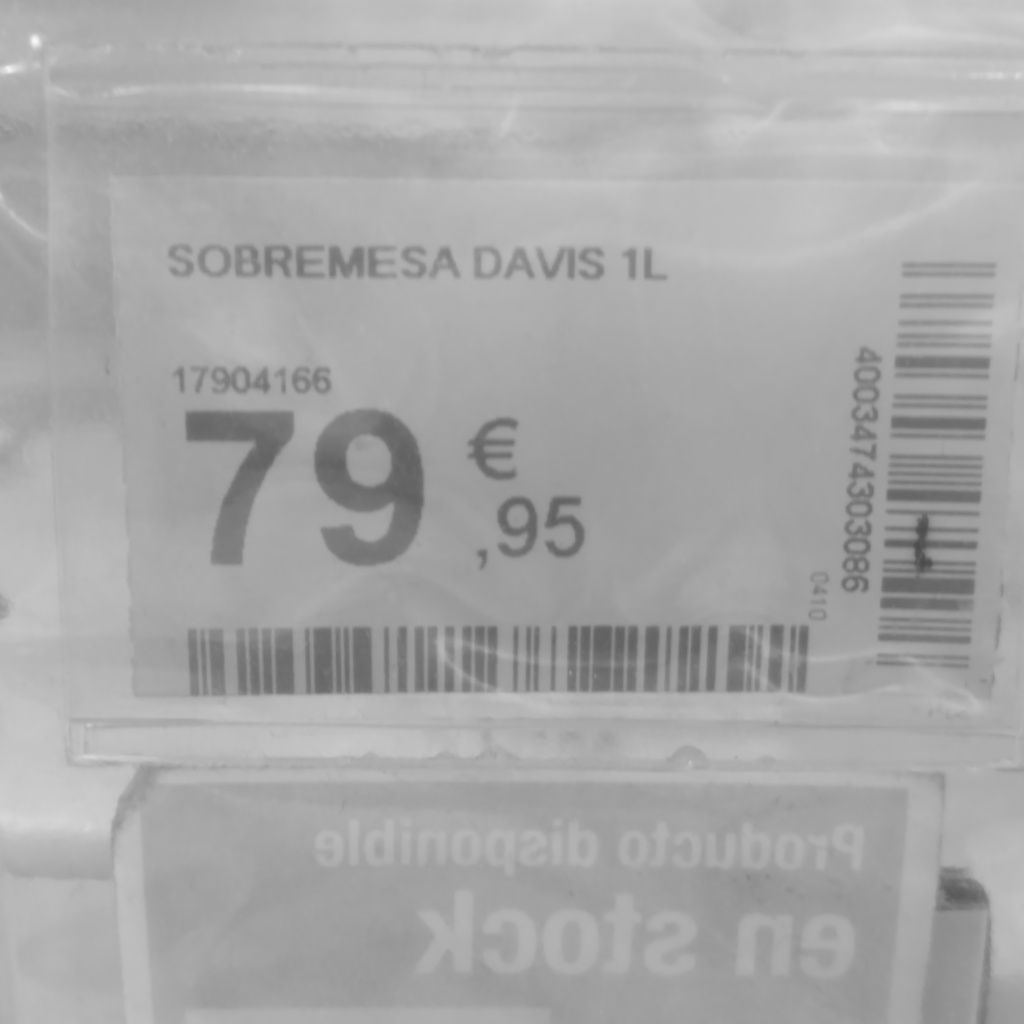 SOBREMESA DAVIS 1L
17904166
79 €
,95
4003474303086
0410
Producto disponible
en stock